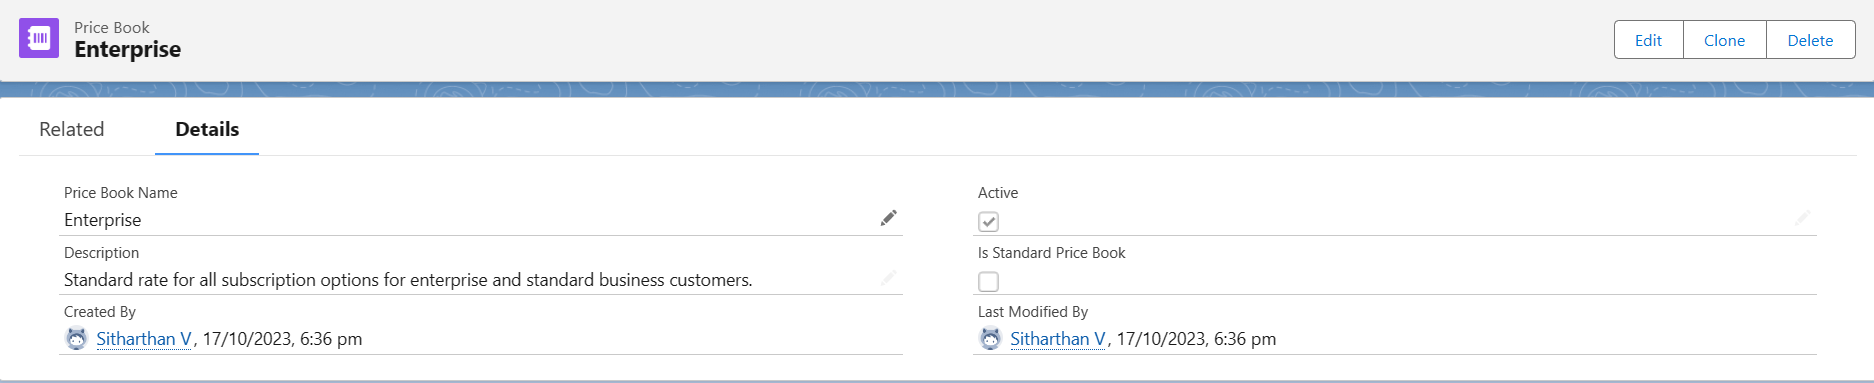 Price Book
Enterprise
Edit
Clone
Delete
Related
Details
Price Book Name
Enterprise
Active
Description
Standard rate for all subscription options for enterprise and standard business customers.
Is Standard Price Book
Created By
Sitharthan V, 17/10/2023, 6:36 pm
Last Modified By
Sitharthan V, 17/10/2023, 6:36 pm